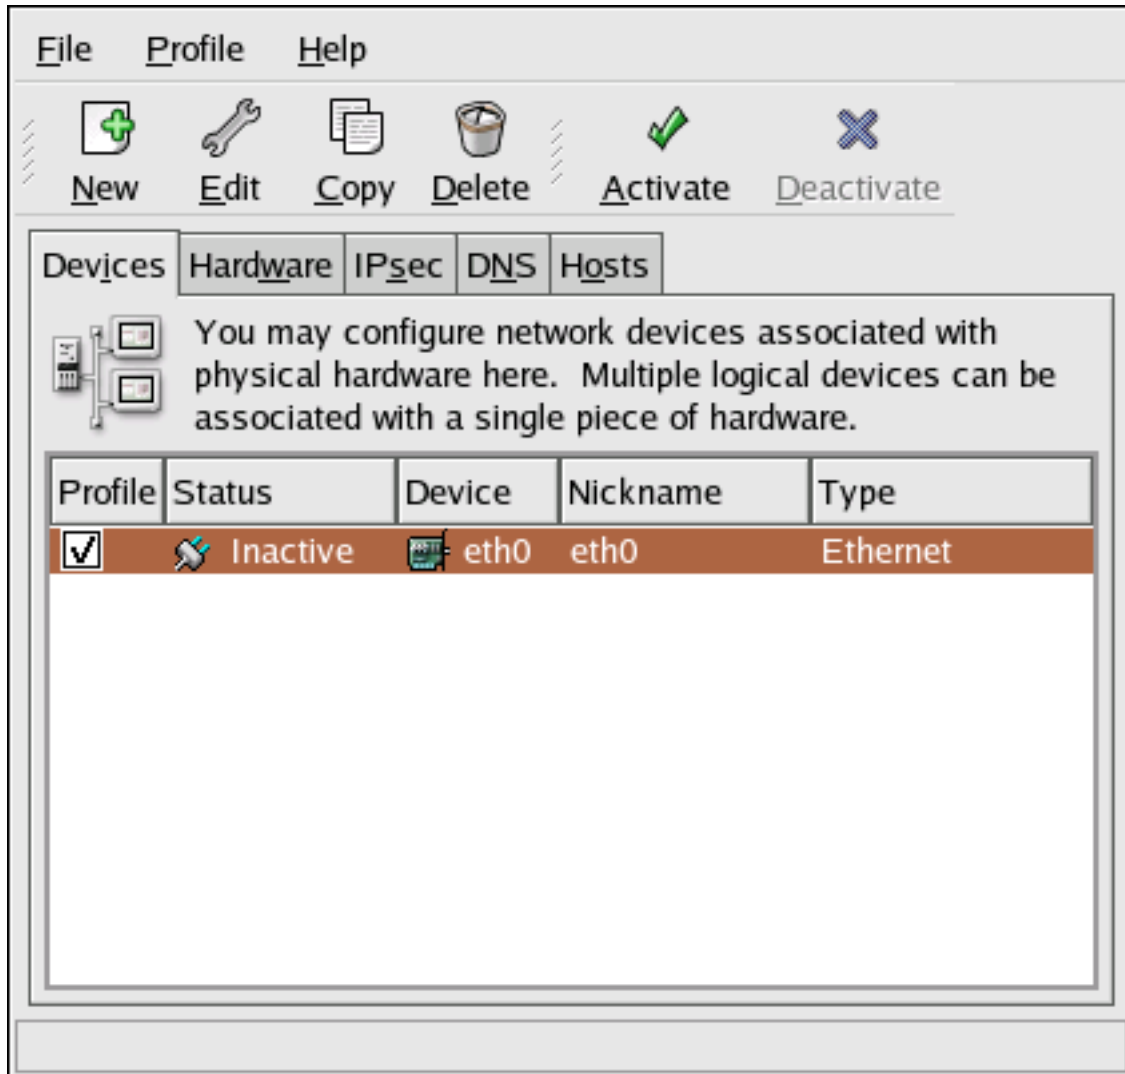 File Profile Help
New Edit Copy Delete Activate Deactivate
Devices Hardware IPsec DNS Hosts
You may configure network devices associated with
physical hardware here. Multiple logical devices can be
associated with a single piece of hardware.
Profile Status Device Nickname Type
Inactive eth0 eth0 Ethernet